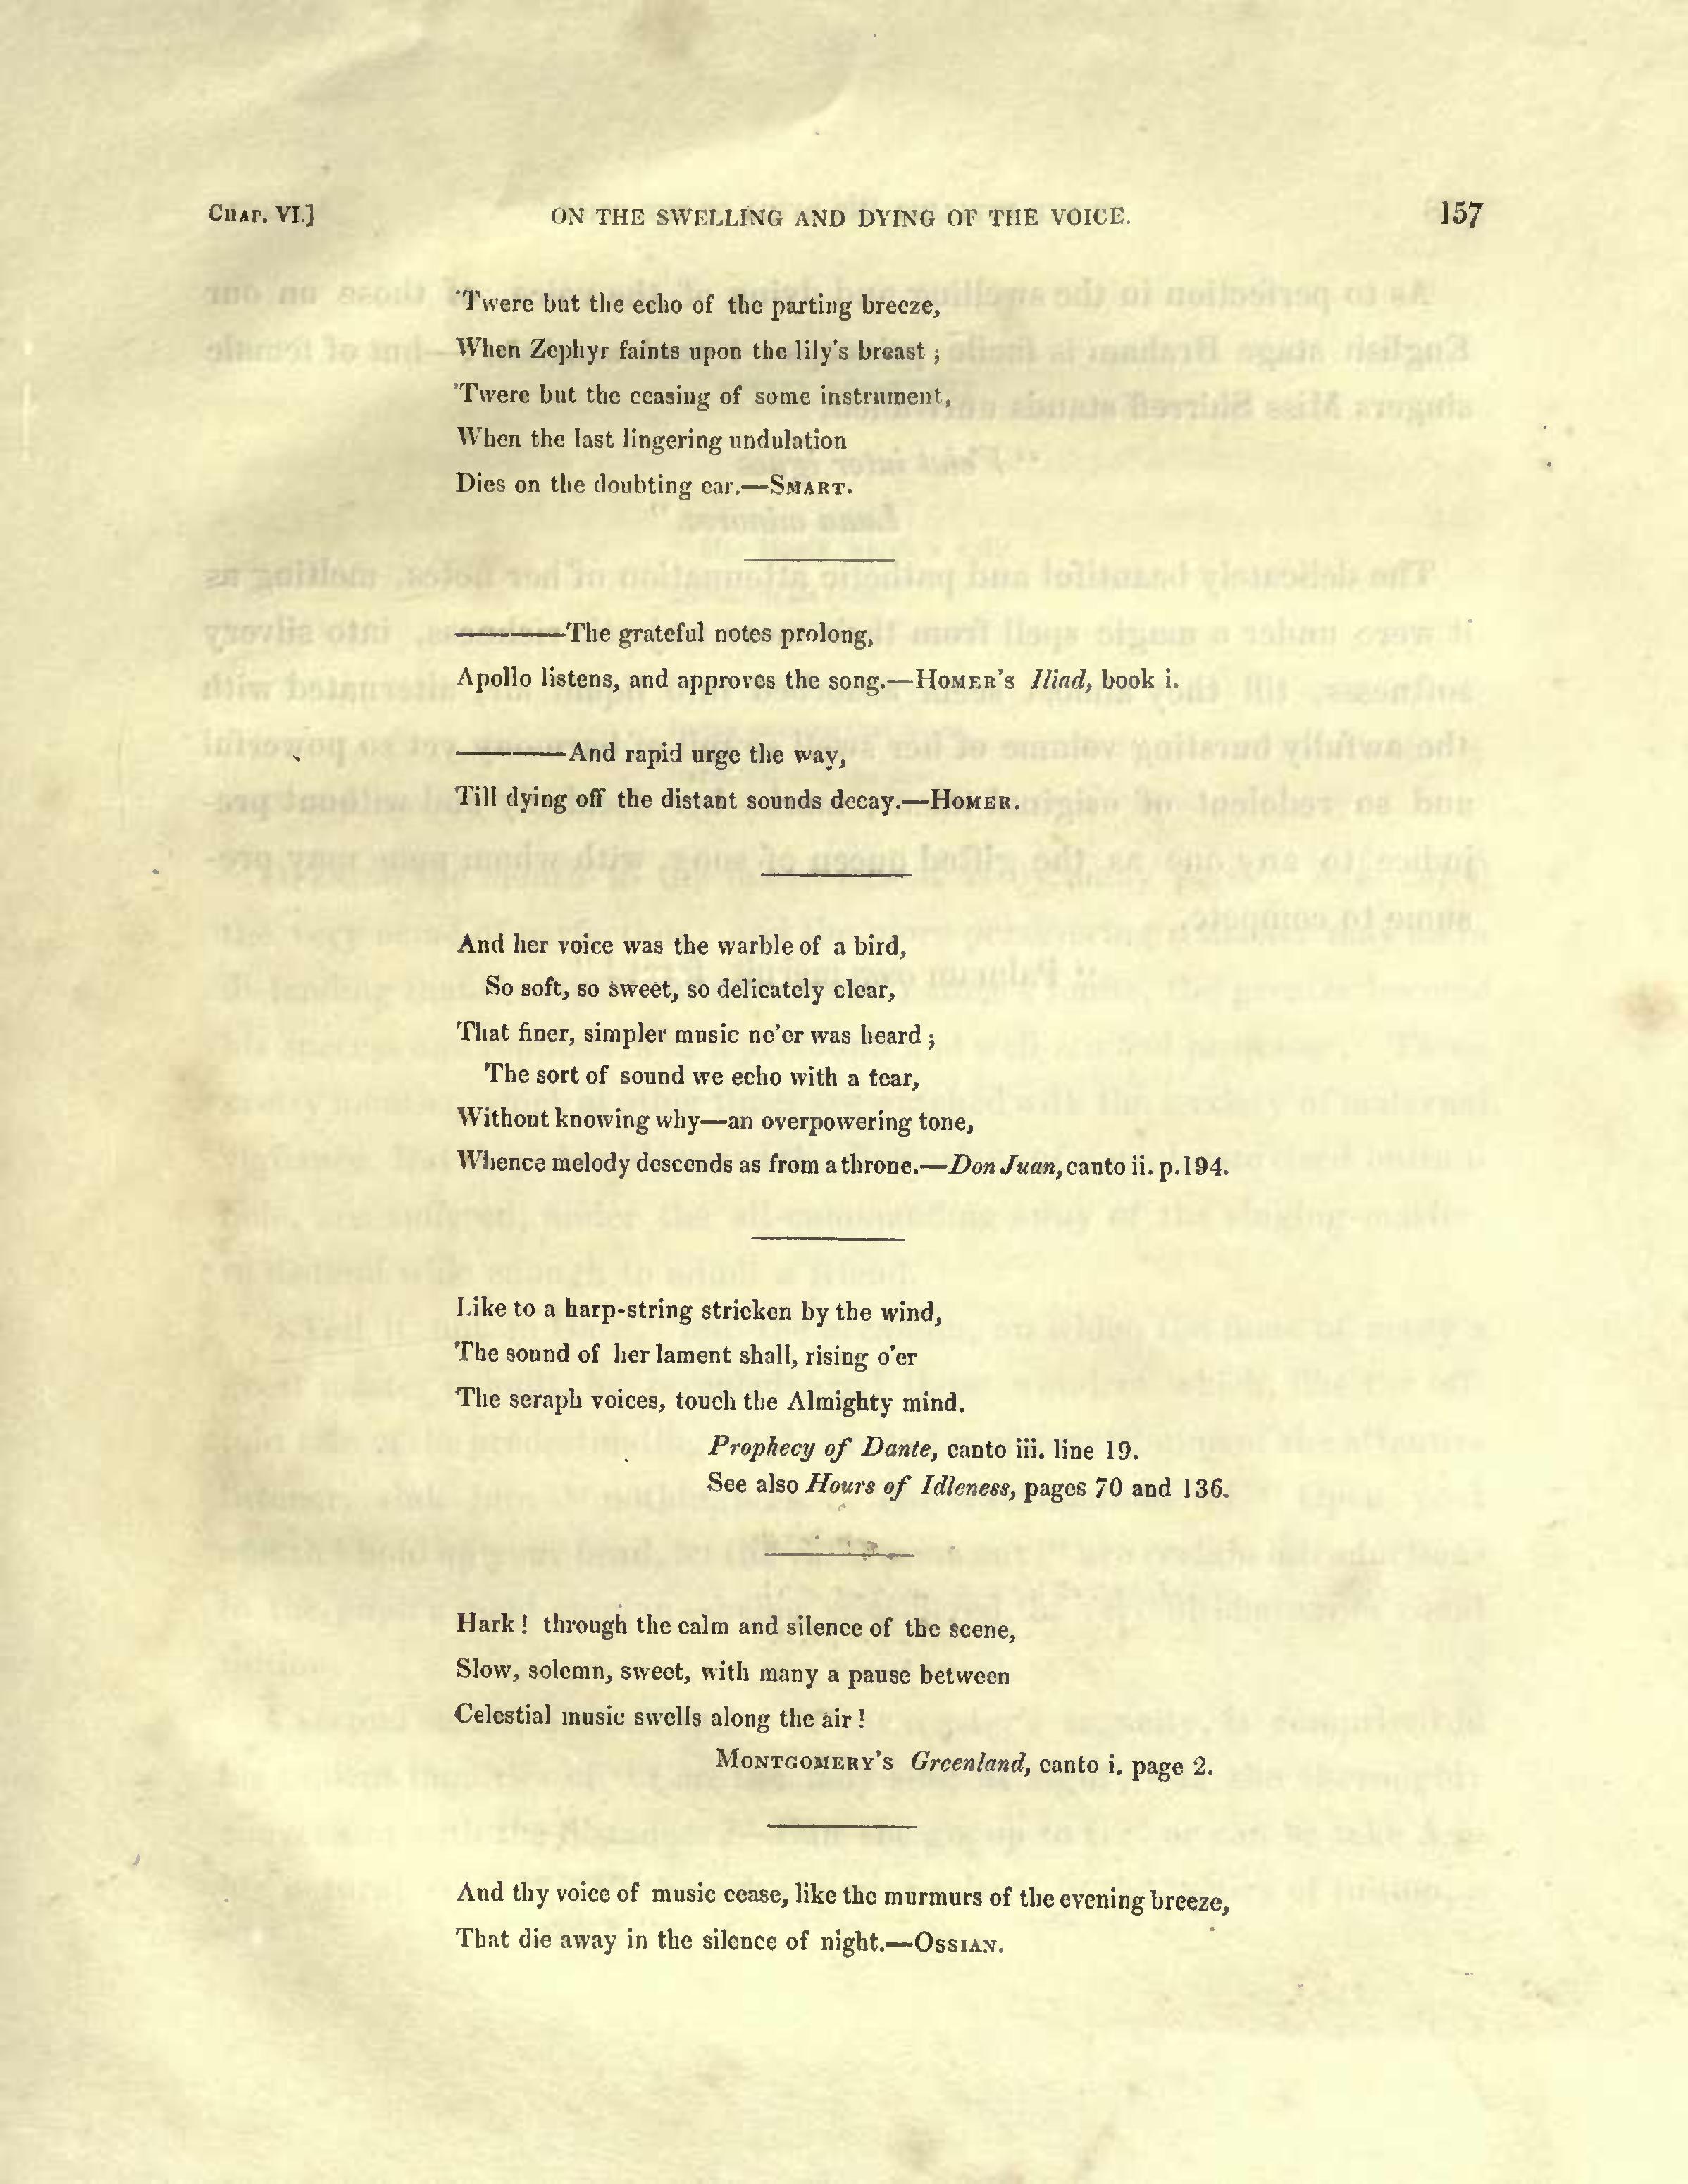 CHAP. VI.] ON THE SWELLING AND DYING OF THE VOICE. 157
'Twere but the echo of the parting breeze,
When Zephyr faints upon the lily's breast ;
'Twere but the ceasing of some instrument,
When the last lingering undulation
Dies on the doubting ear.—SMART.
————The grateful notes prolong,
Apollo listens, and approves the song.—HOMER'S Iliad, book i.
————And rapid urge the way,
Till dying off the distant sounds decay.—HOMER.
And her voice was the warble of a bird,
So soft, so sweet, so delicately clear,
That finer, simpler music ne'er was heard ;
The sort of sound we echo with a tear,
Without knowing why—an overpowering tone,
Whence melody descends as from a throne.—Don Juan, canto ii. p. 194.
Like to a harp-string stricken by the wind,
The sound of her lament shall, rising o'er
The seraph voices, touch the Almighty mind.
Prophecy of Dante, canto iii. line 19.
See also Hours of Idleness, pages 70 and 136.
Hark ! through the calm and silence of the scene,
Slow, solemn, sweet, with many a pause between
Celestial music swells along the air !
MONTGOMERY'S Greenland, canto i. page 2.
And thy voice of music cease, like the murmurs of the evening breeze,
That die away in the silence of night.—OSSIAN.